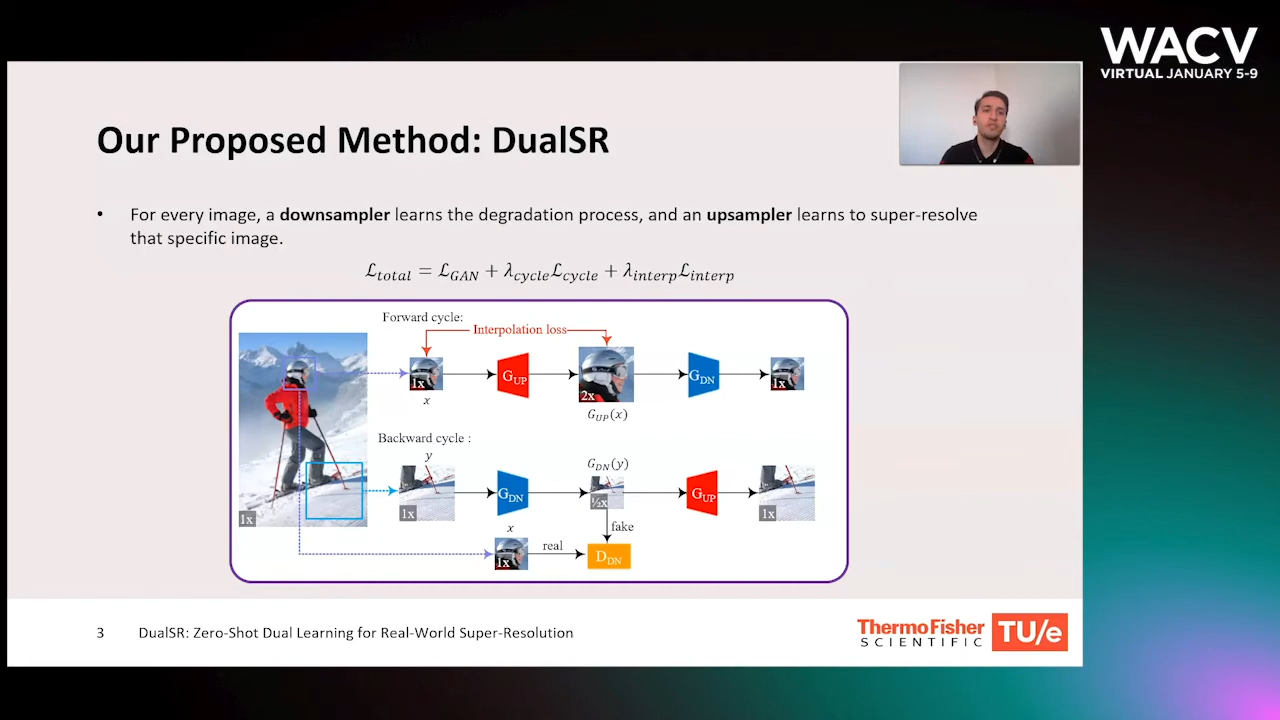 WACV
VIRTUAL JANUARY 5-9
Our Proposed Method: DualSR
• For every image, a downsampler learns the degradation process, and an upsampler learns to super-resolve
that specific image.
ℒtotal = ℒGAN + λcycleℒcycle + λinterpℒinterp
Forward cycle:
Interpolation loss
1x
GUP
2x
GDN
1x
x
GUP(x)
Backward cycle :
y
GDN(y)
1x
GDN
½x
GUP
1x
1x
x
fake
real
1x
DDN
3
DualSR: Zero-Shot Dual Learning for Real-World Super-Resolution
ThermoFisher
SCIENTIFIC
TU/e